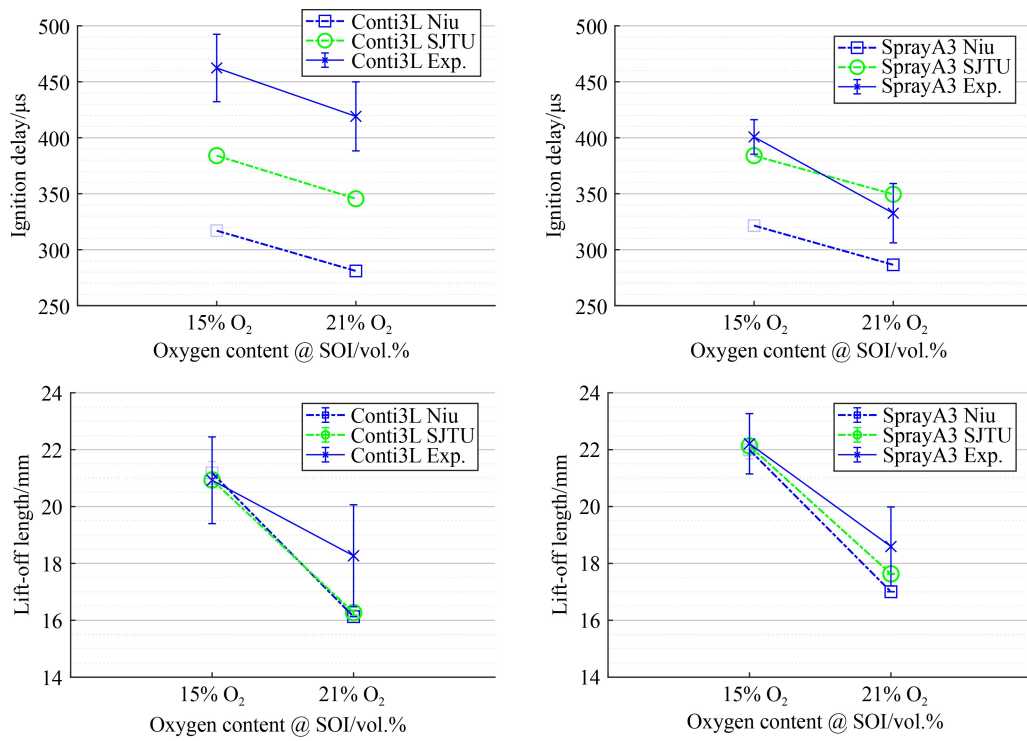 500
450
400
350
300
250
Ignition delay/μs
Conti3L Niu
Conti3L SJTU
Conti3L Exp.
15% O₂
21% O₂
Oxygen content @ SOI/vol.%
500
450
400
350
300
250
Ignition delay/μs
SprayA3 Niu
SprayA3 SJTU
SprayA3 Exp.
15% O₂
21% O₂
Oxygen content @ SOI/vol.%
24
22
20
18
16
14
Lift-off length/mm
Conti3L Niu
Conti3L SJTU
Conti3L Exp.
15% O₂
21% O₂
Oxygen content @ SOI/vol.%
24
22
20
18
16
14
Lift-off length/mm
SprayA3 Niu
SprayA3 SJTU
SprayA3 Exp.
15% O₂
21% O₂
Oxygen content @ SOI/vol.%